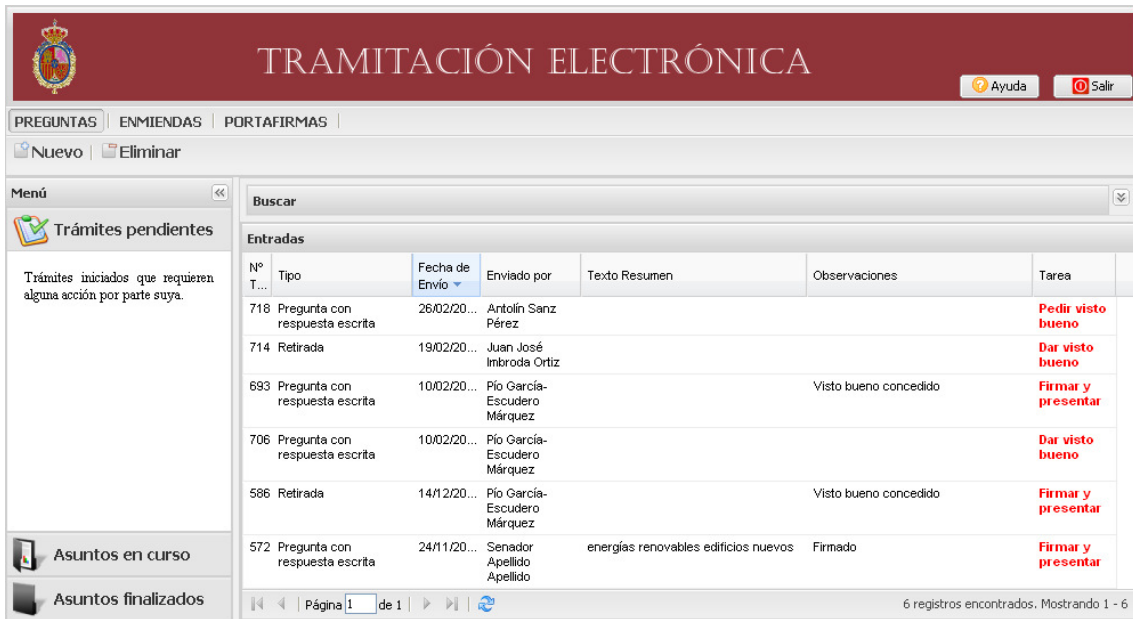 TRAMITACIÓN ELECTRÓNICA
Ayuda
Salir
PREGUNTAS | ENMIENDAS | PORTAFIRMAS |
Nuevo | Eliminar
Menú
Trámites pendientes
Trámites iniciados que requieren
alguna acción por parte suya.
Asuntos en curso
Asuntos finalizados
Buscar
Entradas
Nº T... Tipo Fecha de Envío Enviado por Texto Resumen Observaciones Tarea
718 Pregunta con respuesta escrita 26/02/20... Antolín Sanz Pérez Pedir visto bueno
714 Retirada 19/02/20... Juan José Imbroda Ortiz Dar visto bueno
693 Pregunta con respuesta escrita 10/02/20... Pío García-Escudero Márquez Visto bueno concedido Firmar y presentar
706 Pregunta con respuesta escrita 10/02/20... Pío García-Escudero Márquez Dar visto bueno
586 Retirada 14/12/20... Pío García-Escudero Márquez Visto bueno concedido Firmar y presentar
572 Pregunta con respuesta escrita 24/11/20... Senador Apellido Apellido energías renovables edificios nuevos Firmado Firmar y presentar
Página 1 de 1
6 registros encontrados. Mostrando 1 - 6